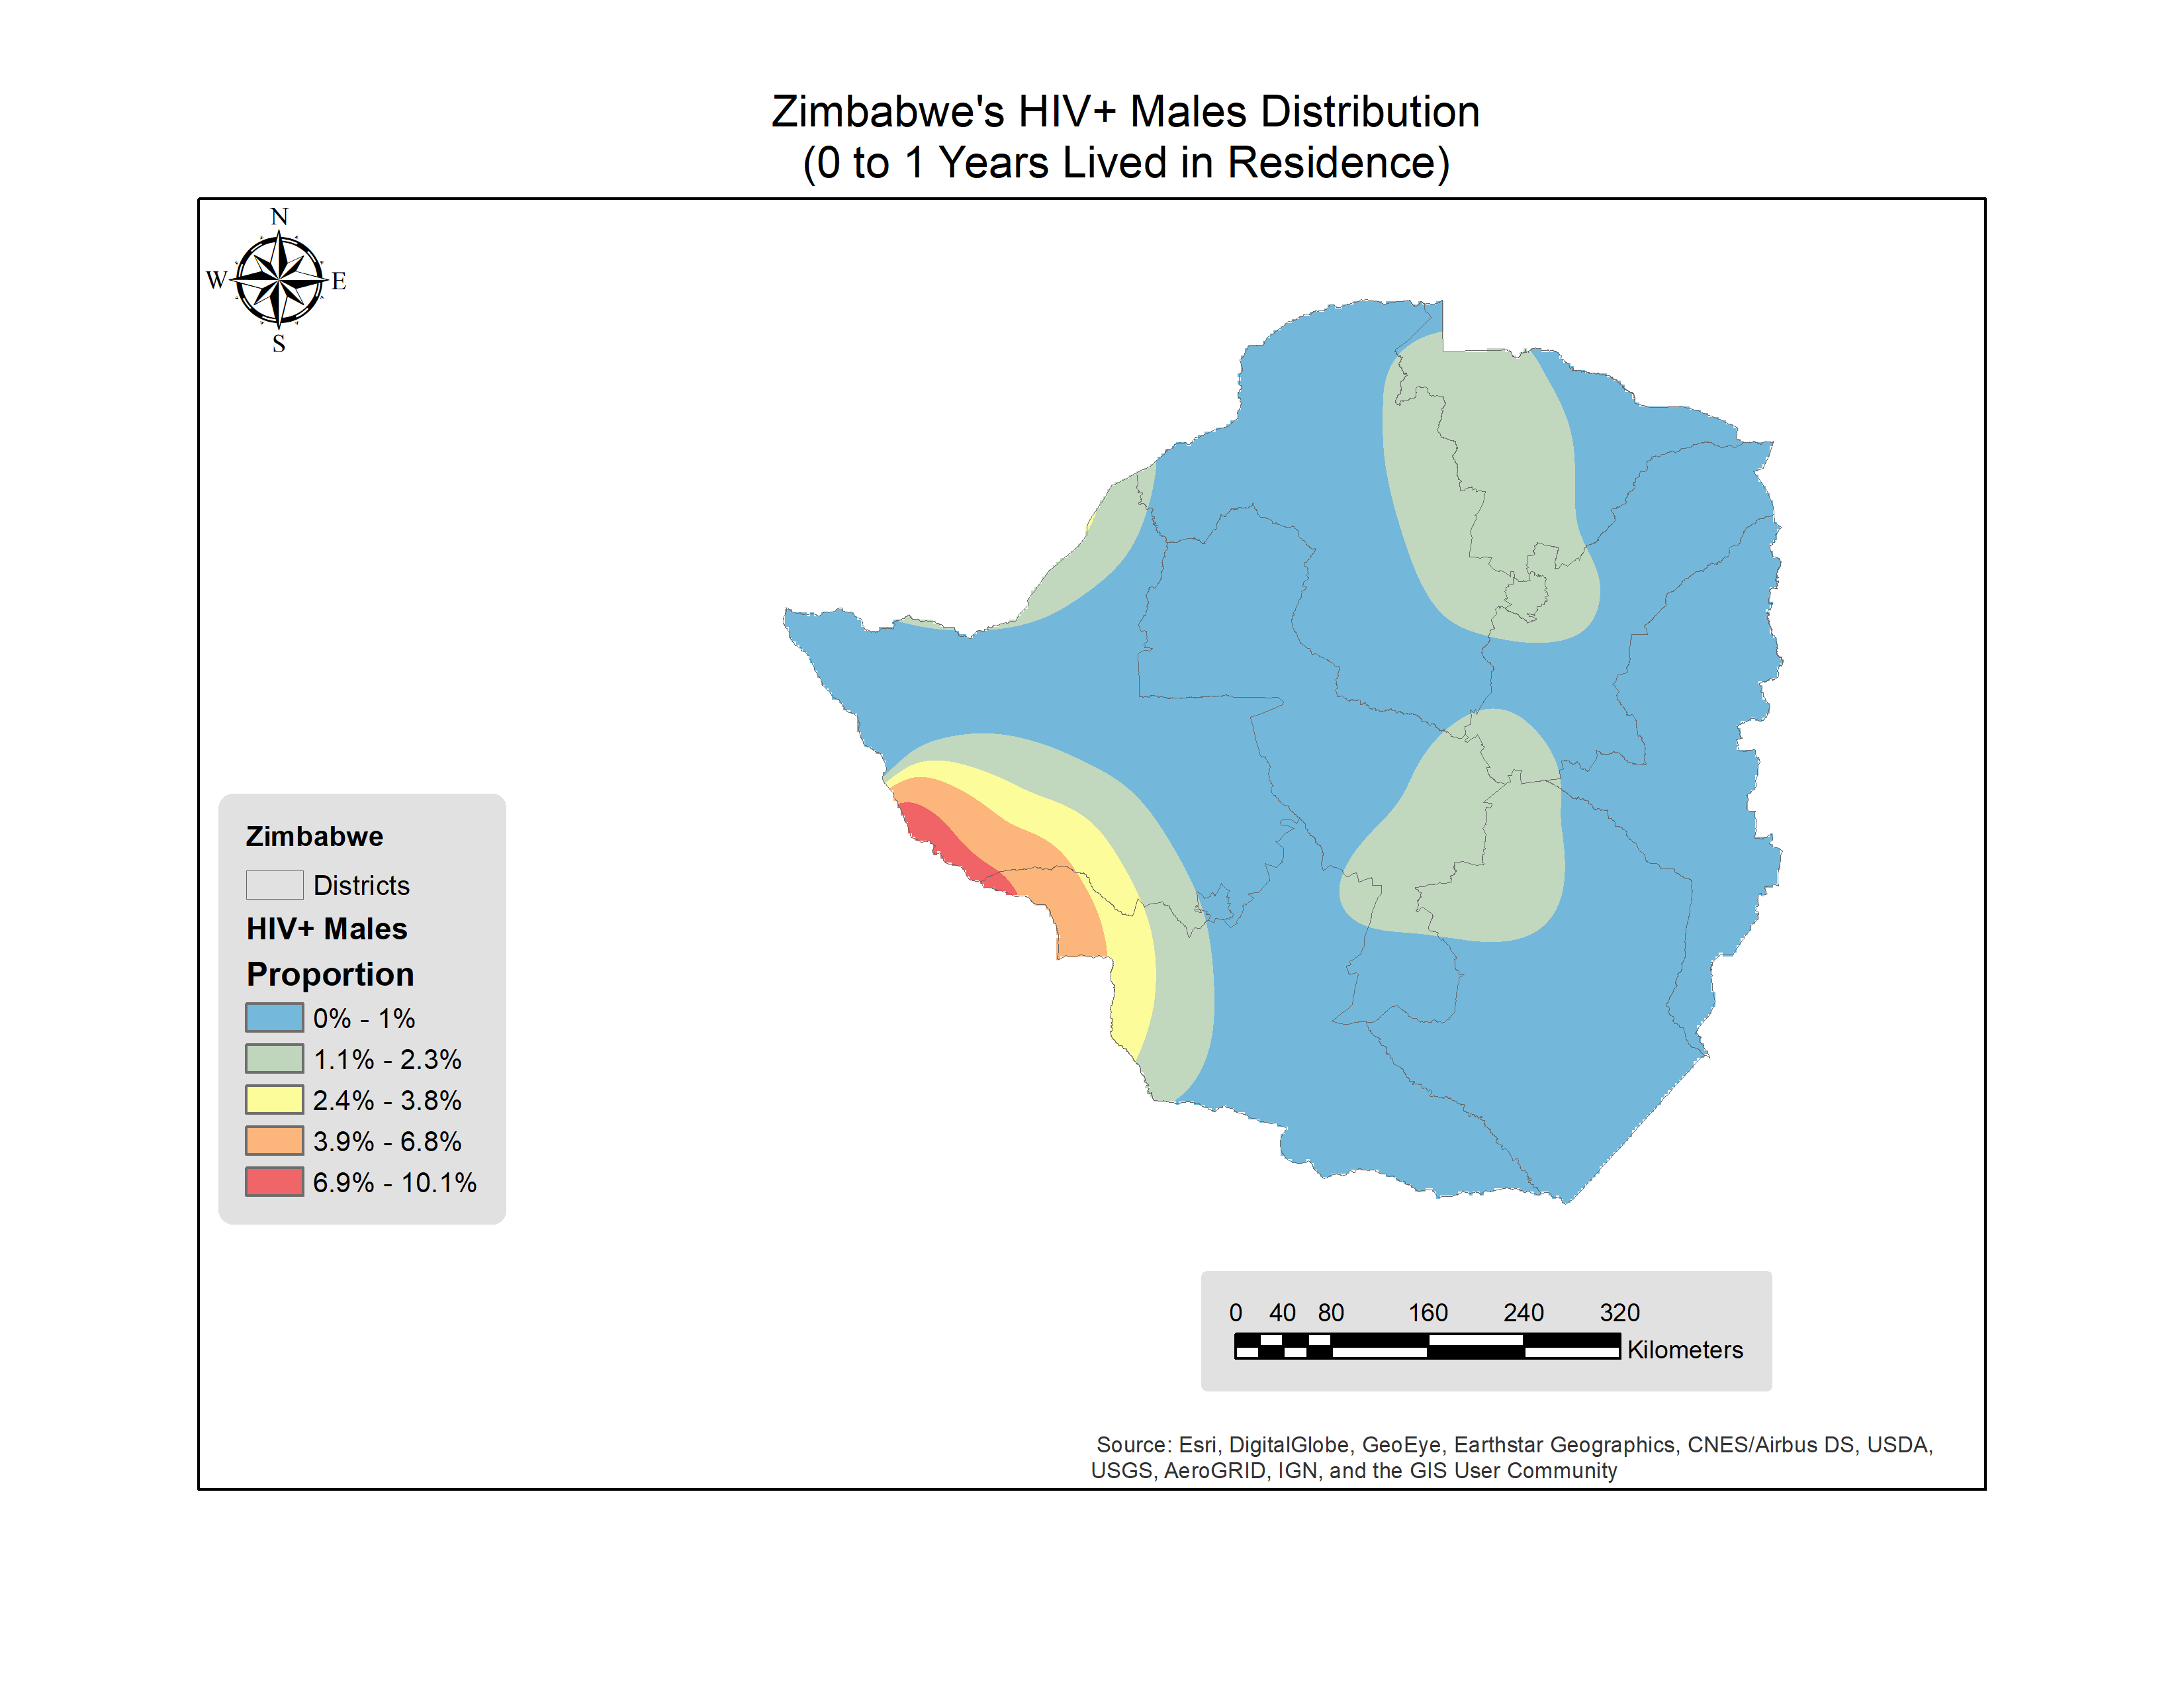 Zimbabwe's HIV+ Males Distribution
(0 to 1 Years Lived in Residence)
N
W E
S
Zimbabwe
Districts
HIV+ Males
Proportion
0% - 1%
1.1% - 2.3%
2.4% - 3.8%
3.9% - 6.8%
6.9% - 10.1%
0 40 80 160 240 320
Kilometers
Source: Esri, DigitalGlobe, GeoEye, Earthstar Geographics, CNES/Airbus DS, USDA,
USGS, AeroGRID, IGN, and the GIS User Community